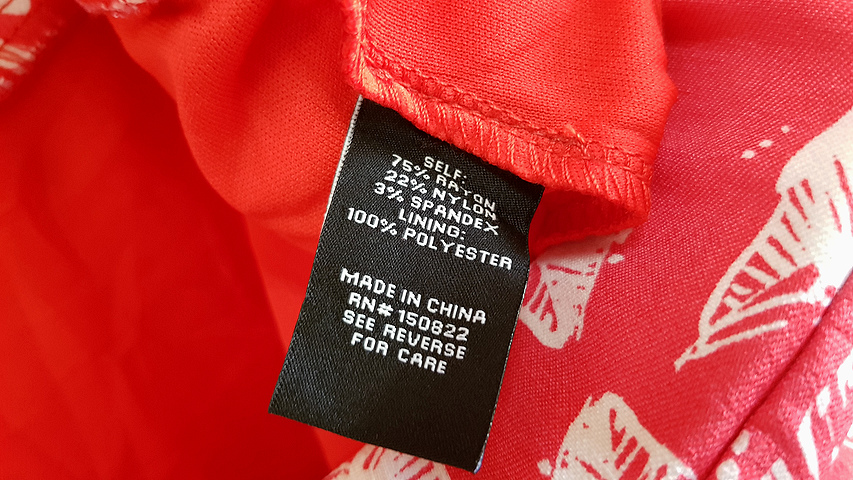 SELF:
75% RAYON
22% NYLON
3% SPANDEX
LINING:
100% POLYESTER
MADE IN CHINA
RN# 150822
SEE REVERSE
FOR CARE